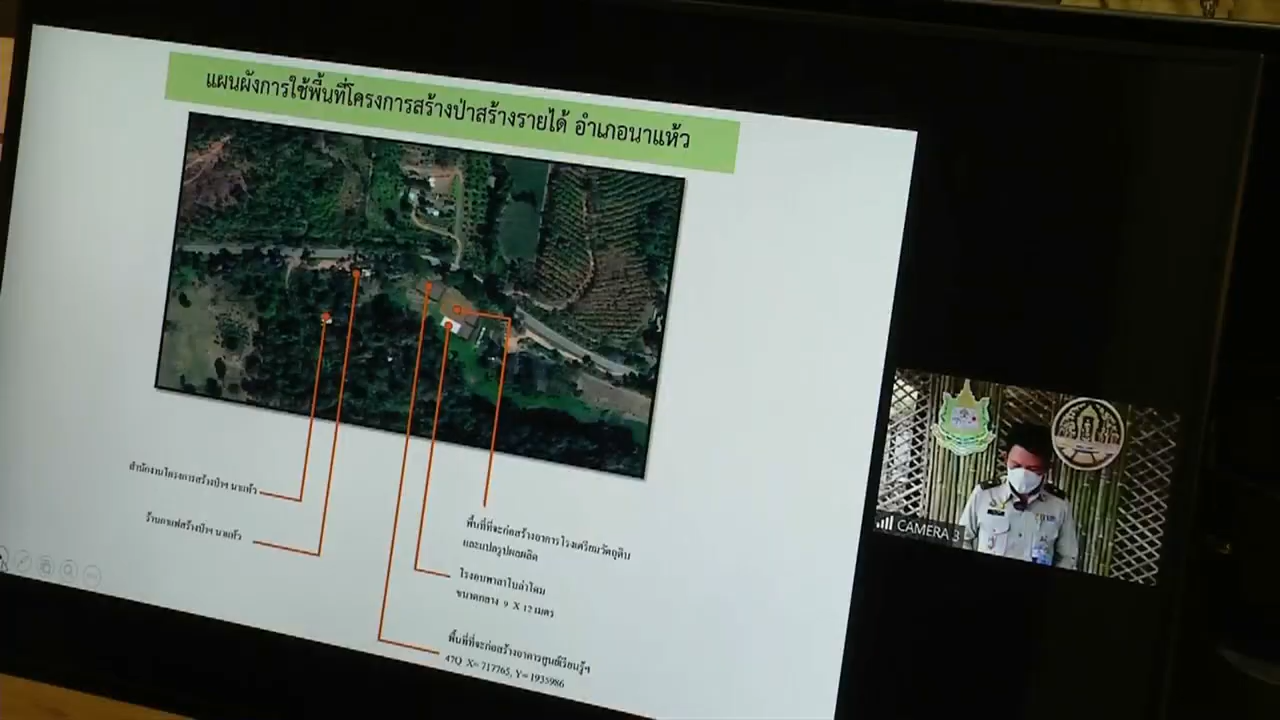 แผนผังการใช้พื้นที่โครงการสร้างป่าสร้างรายได้ อำเภอนาแห้ว
สำนักงานโครงการสร้างป่าฯ นาแห้ว
ร้านกาแฟสร้างป่าฯ นาแห้ว
พื้นที่ที่จะก่อสร้างอาคารโรงเตรียมวัตถุดิบ
และแปลรูปผลผลิต
โรงอบพาลาโบล่าโดม
ขนาดกลาง 9 X 12 เมตร
พื้นที่ที่จะก่อสร้างอาคารศูนย์เรียนรู้ฯ
47Q X= 717765, Y= 1935986
CAMERA 3